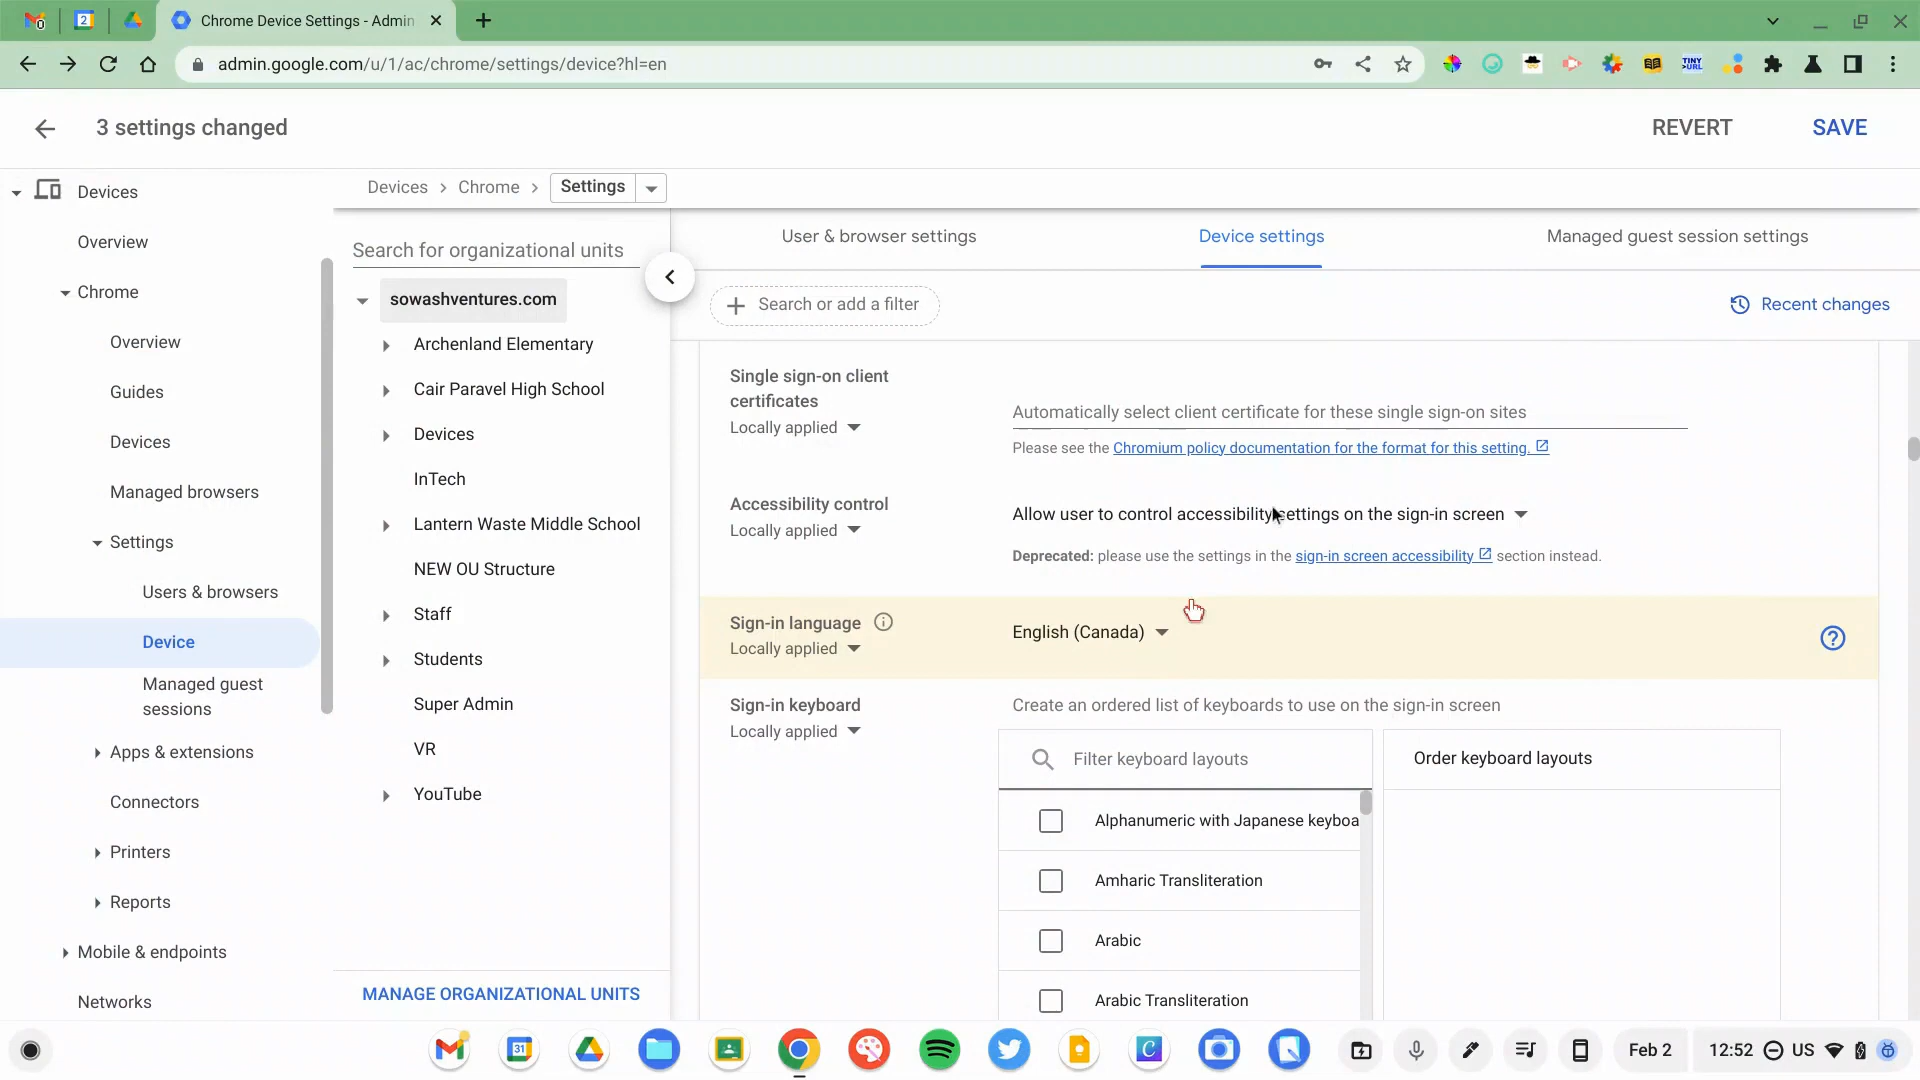 Chrome Device Settings - Admin
admin.google.com/u/1/ac/chrome/settings/device?hl=en
TINY
>URL
3 settings changed
REVERT
SAVE
Devices
Overview
Chrome
Overview
Guides
Devices
Managed browsers
Settings
Users & browsers
Device
Managed guest
sessions
Apps & extensions
Connectors
Printers
Reports
Mobile & endpoints
Networks
Devices > Chrome > Settings
Search for organizational units
sowashventures.com
Archenland Elementary
Cair Paravel High School
Devices
InTech
Lantern Waste Middle School
NEW OU Structure
Staff
Students
Super Admin
VR
YouTube
MANAGE ORGANIZATIONAL UNITS
User & browser settings
Device settings
Managed guest session settings
Search or add a filter
Recent changes
Single sign-on client
certificates
Locally applied
Automatically select client certificate for these single sign-on sites
Please see the Chromium policy documentation for the format for this setting.
Accessibility control
Locally applied
Allow user to control accessibility settings on the sign-in screen
Deprecated: please use the settings in the sign-in screen accessibility section instead.
Sign-in language
Locally applied
English (Canada)
Sign-in keyboard
Locally applied
Create an ordered list of keyboards to use on the sign-in screen
Filter keyboard layouts
Order keyboard layouts
Alphanumeric with Japanese keyboa
Amharic Transliteration
Arabic
Arabic Transliteration
31
Feb 2
12:52
US